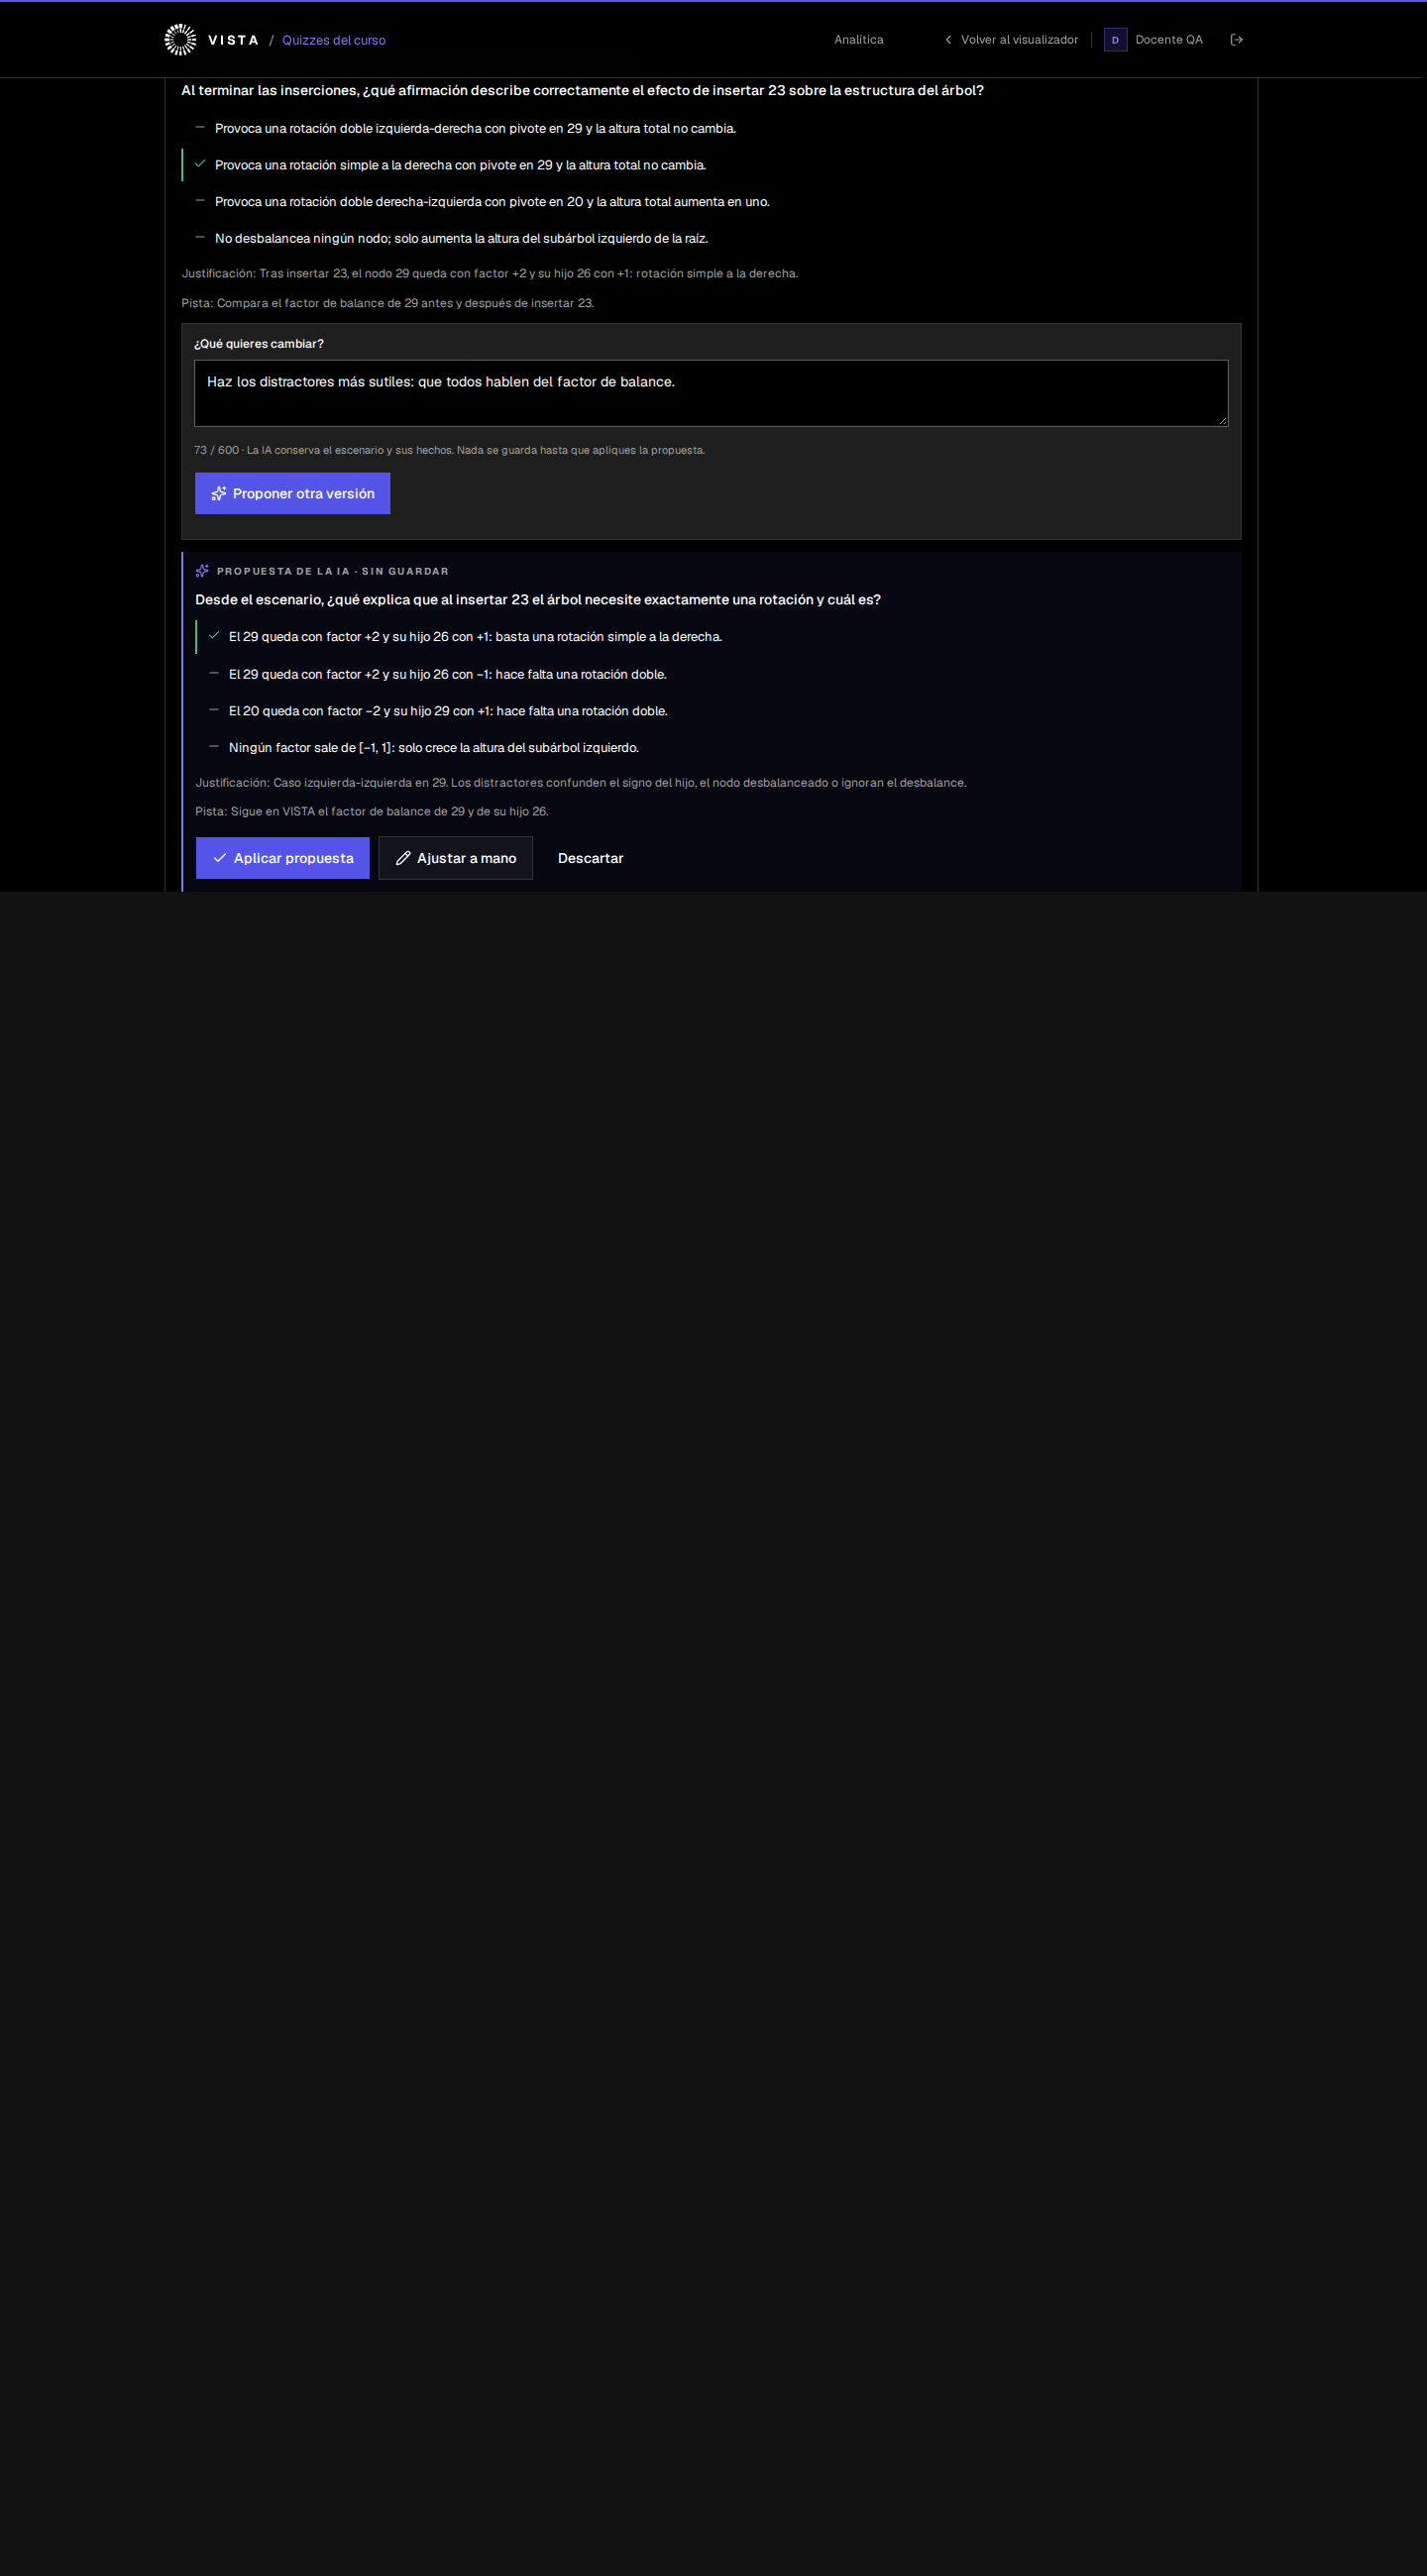 VISTA / Quizzes del curso
Analítica
Volver al visualizador
D
Docente QA
Al terminar las inserciones, ¿qué afirmación describe correctamente el efecto de insertar 23 sobre la estructura del árbol?
Provoca una rotación doble izquierda-derecha con pivote en 29 y la altura total no cambia.
Provoca una rotación simple a la derecha con pivote en 29 y la altura total no cambia.
Provoca una rotación doble derecha-izquierda con pivote en 20 y la altura total aumenta en uno.
No desbalancea ningún nodo; solo aumenta la altura del subárbol izquierdo de la raíz.
Justificación: Tras insertar 23, el nodo 29 queda con factor +2 y su hijo 26 con +1: rotación simple a la derecha.
Pista: Compara el factor de balance de 29 antes y después de insertar 23.
¿Qué quieres cambiar?
Haz los distractores más sutiles: que todos hablen del factor de balance.
73 / 600 · La IA conserva el escenario y sus hechos. Nada se guarda hasta que apliques la propuesta.
Proponer otra versión
PROPUESTA DE LA IA · SIN GUARDAR
Desde el escenario, ¿qué explica que al insertar 23 el árbol necesite exactamente una rotación y cuál es?
El 29 queda con factor +2 y su hijo 26 con +1: basta una rotación simple a la derecha.
El 29 queda con factor +2 y su hijo 26 con −1: hace falta una rotación doble.
El 20 queda con factor −2 y su hijo 29 con +1: hace falta una rotación doble.
Ningún factor sale de [−1, 1]: solo crece la altura del subárbol izquierdo.
Justificación: Caso izquierda-izquierda en 29. Los distractores confunden el signo del hijo, el nodo desbalanceado o ignoran el desbalance.
Pista: Sigue en VISTA el factor de balance de 29 y de su hijo 26.
Aplicar propuesta
Ajustar a mano
Descartar